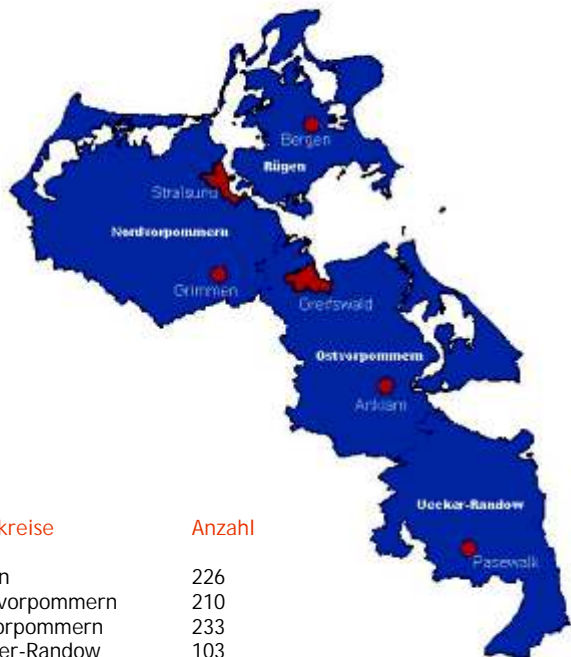 Bergen
Rügen
Stralsund
Nordvorpommern
Grimmen
Greifswald
Ostvorpommern
Anklam
Uecker-Randow
Pasewalk
kreise Anzahl
n 226
vorpommern 210
orpommern 233
er-Randow 103